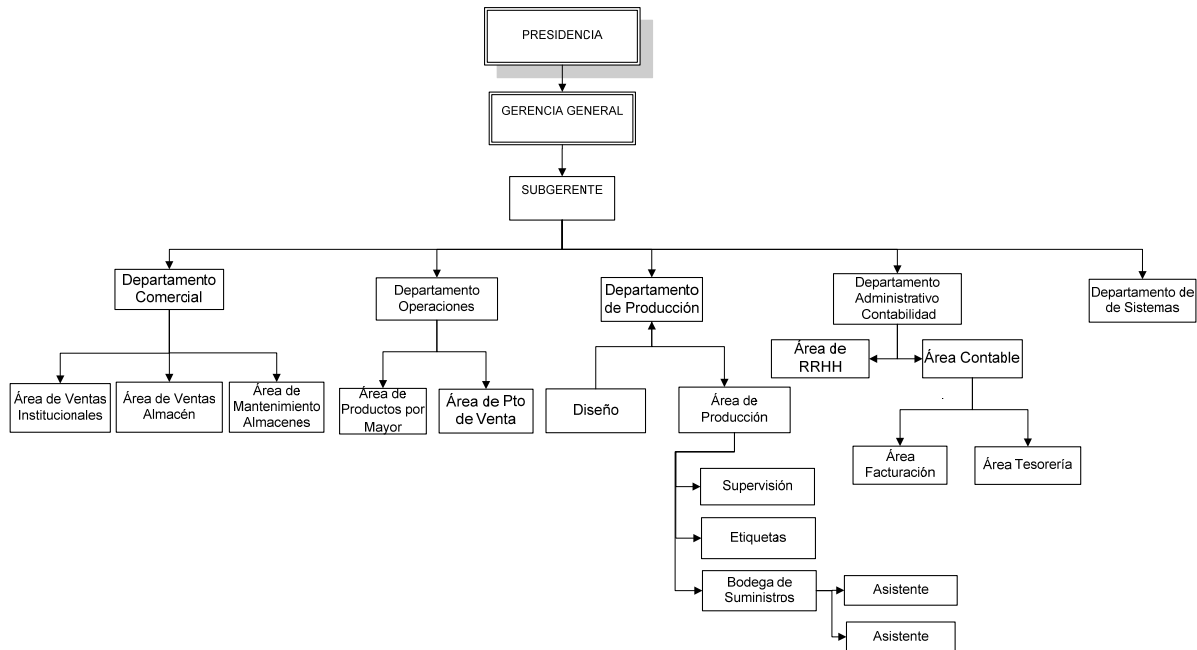 PRESIDENCIA
GERENCIA GENERAL
SUBGERENTE
Departamento
Comercial
Departamento
Operaciones
Departamento
de Producción
Departamento
Administrativo
Contabilidad
Departamento de
de Sistemas
Área de
RRHH
Área Contable
Área de Ventas
Institucionales
Área de Ventas
Almacén
Área de
Mantenimiento
Almacenes
Área de
Productos por
Mayor
Área de Pto
de Venta
Diseño
Área de
Producción
Área
Facturación
Área Tesorería
Supervisión
Etiquetas
Bodega de
Suministros
Asistente
Asistente